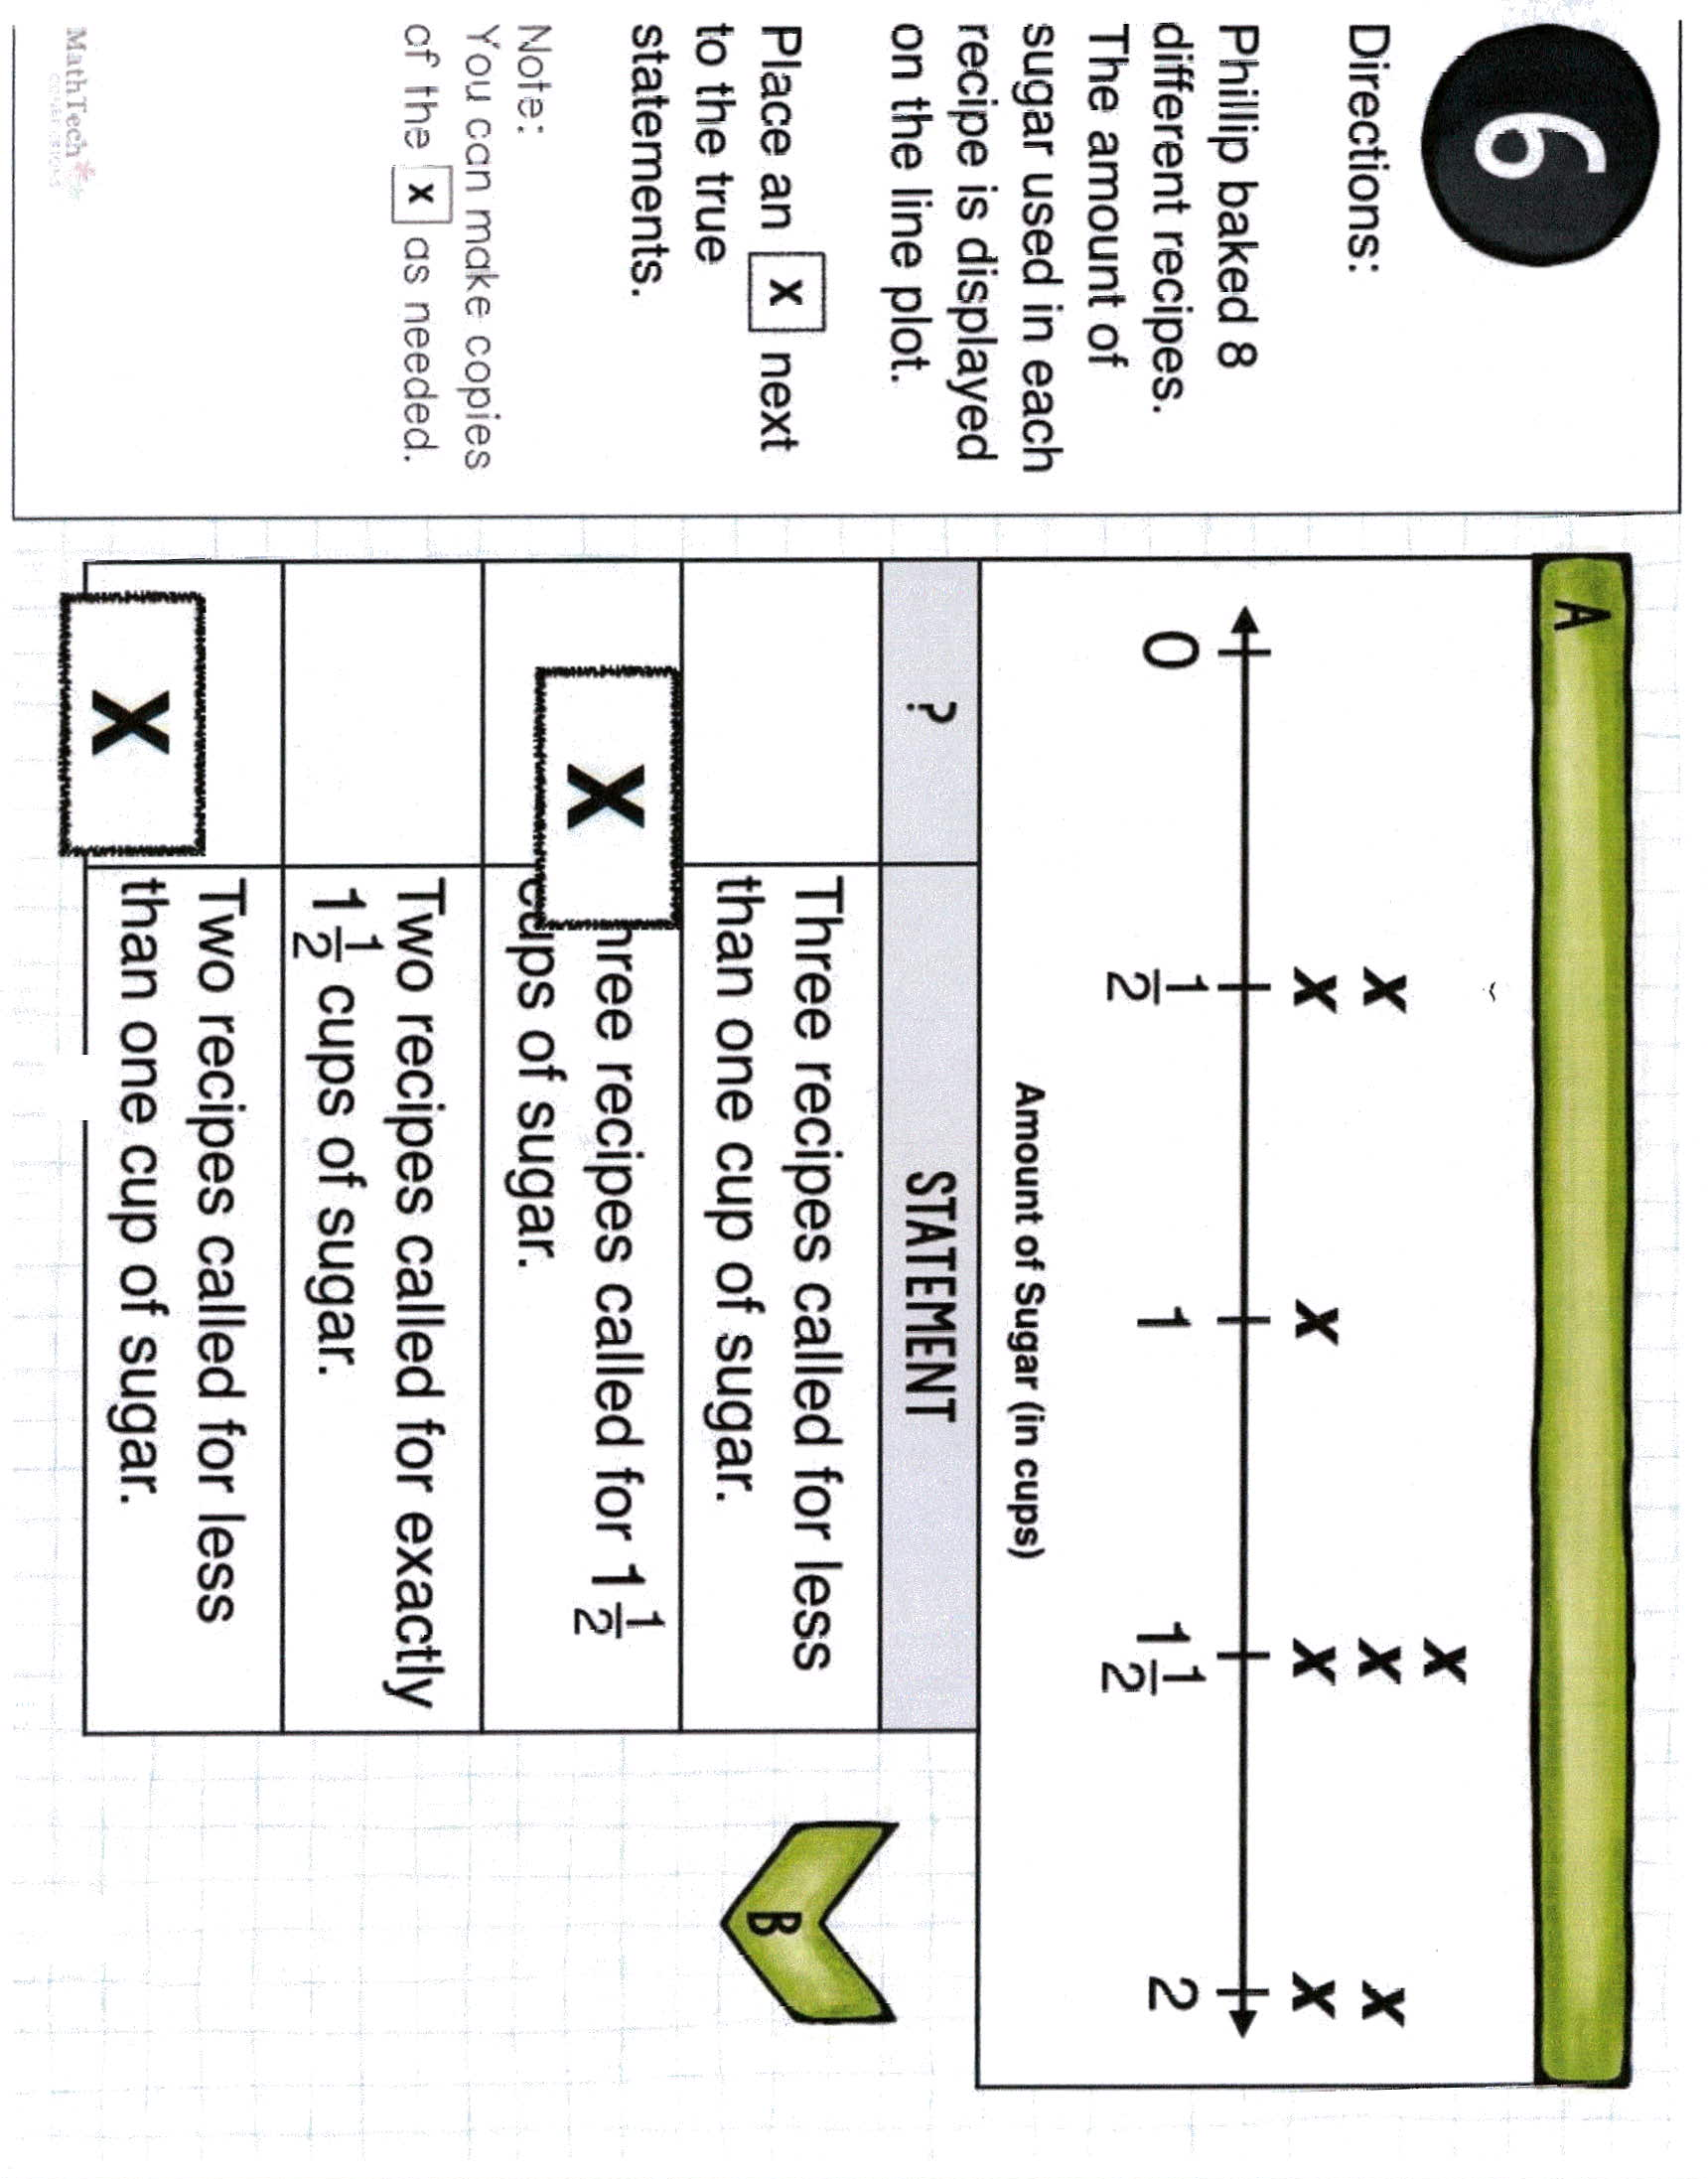 6
Directions:
Phillip baked 8
different recipes.
The amount of
sugar used in each
recipe is displayed
on the line plot.
Place an x next
to the true
statements.
Note:
You can make copies
of the x as needed.
MathTech
A
x
x x x
x x x x
0 1/2 1 1 1/2 2
Amount of Sugar (in cups)
? STATEMENT
Three recipes called for less
than one cup of sugar.
X hree recipes called for 1 1/2
cups of sugar.
Two recipes called for exactly
1 1/2 cups of sugar.
X Two recipes called for less
than one cup of sugar.
B